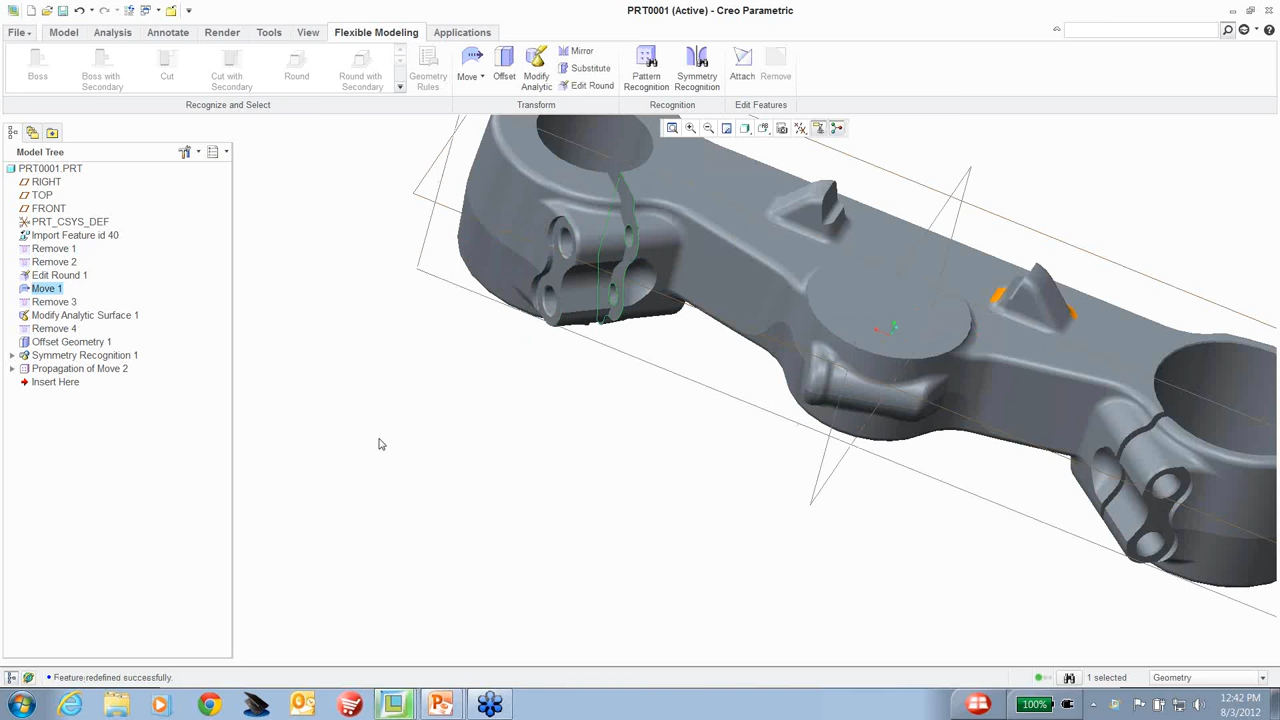 PRT0001 (Active) - Creo Parametric
File
Model
Analysis
Annotate
Render
Tools
View
Flexible Modeling
Applications
Boss
Boss with
Secondary
Cut
Cut with
Secondary
Round
Round with
Secondary
Geometry
Rules
Recognize and Select
Move
Offset
Modify
Analytic
Mirror
Substitute
Edit Round
Transform
Pattern
Recognition
Symmetry
Recognition
Recognition
Attach
Remove
Edit Features
Model Tree
PRT0001.PRT
RIGHT
TOP
FRONT
PRT_CSYS_DEF
Import Feature id 40
Remove 1
Remove 2
Edit Round 1
Move 1
Remove 3
Modify Analytic Surface 1
Remove 4
Offset Geometry 1
Symmetry Recognition 1
Propagation of Move 2
Insert Here
Feature redefined successfully.
1 selected
Geometry
100%
12:42 PM
8/3/2012